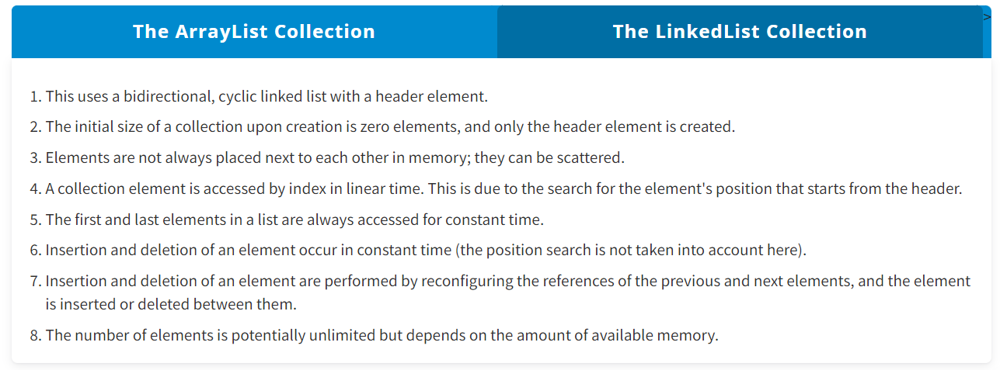 The ArrayList Collection
The LinkedList Collection
>
1. This uses a bidirectional, cyclic linked list with a header element.
2. The initial size of a collection upon creation is zero elements, and only the header element is created.
3. Elements are not always placed next to each other in memory; they can be scattered.
4. A collection element is accessed by index in linear time. This is due to the search for the element's position that starts from the header.
5. The first and last elements in a list are always accessed for constant time.
6. Insertion and deletion of an element occur in constant time (the position search is not taken into account here).
7. Insertion and deletion of an element are performed by reconfiguring the references of the previous and next elements, and the element
is inserted or deleted between them.
8. The number of elements is potentially unlimited but depends on the amount of available memory.